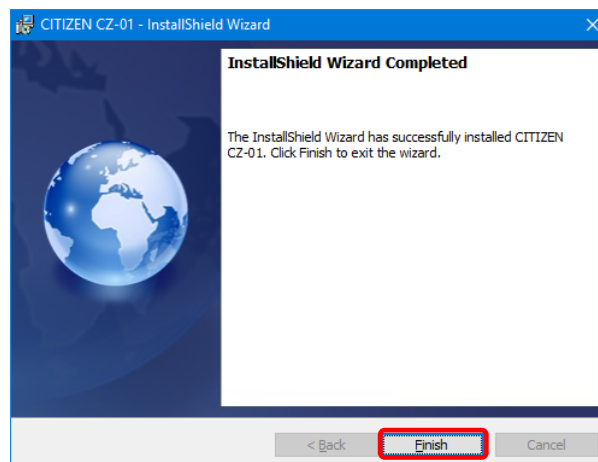 CITIZEN CZ-01 - InstallShield Wizard
InstallShield Wizard Completed
The InstallShield Wizard has successfully installed CITIZEN
CZ-01. Click Finish to exit the wizard.
< Back
Finish
Cancel